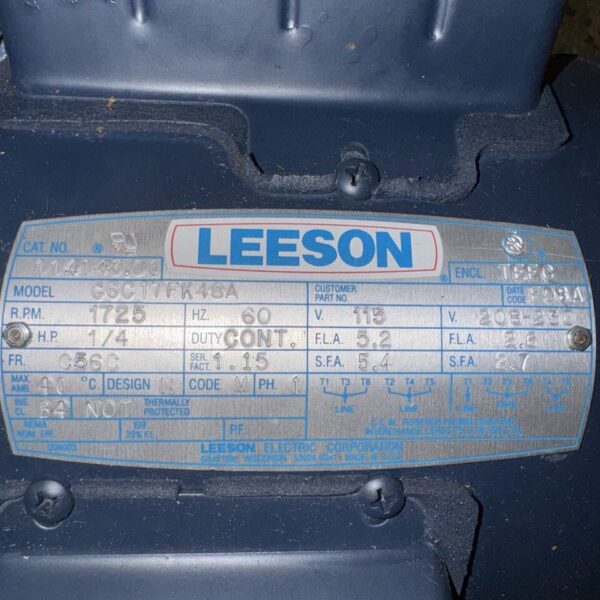 LEESON
CAT. NO. ®
ENCL. TEFC
MODEL C6C17FK48A CUSTOMER PART NO. DATE CODE
R.P.M. 1725 HZ. 60 V. 115 V. 208-230
H.P. 1/4 DUTY CONT. F.L.A. 5.2 F.L.A.
FR. C56C SER. FACT. 1.15 S.F.A. 5.4 S.F.A. 2.7
MAX. AMB. 40 °C DESIGN N CODE M PH. 1 T1 T3 T8 T2 T4 T5
LINE LINE LINE
INS. CL. B4 NOT THERMALLY PROTECTED
NEMA NOM. EFF. P.F.
LEESON ELECTRIC CORPORATION